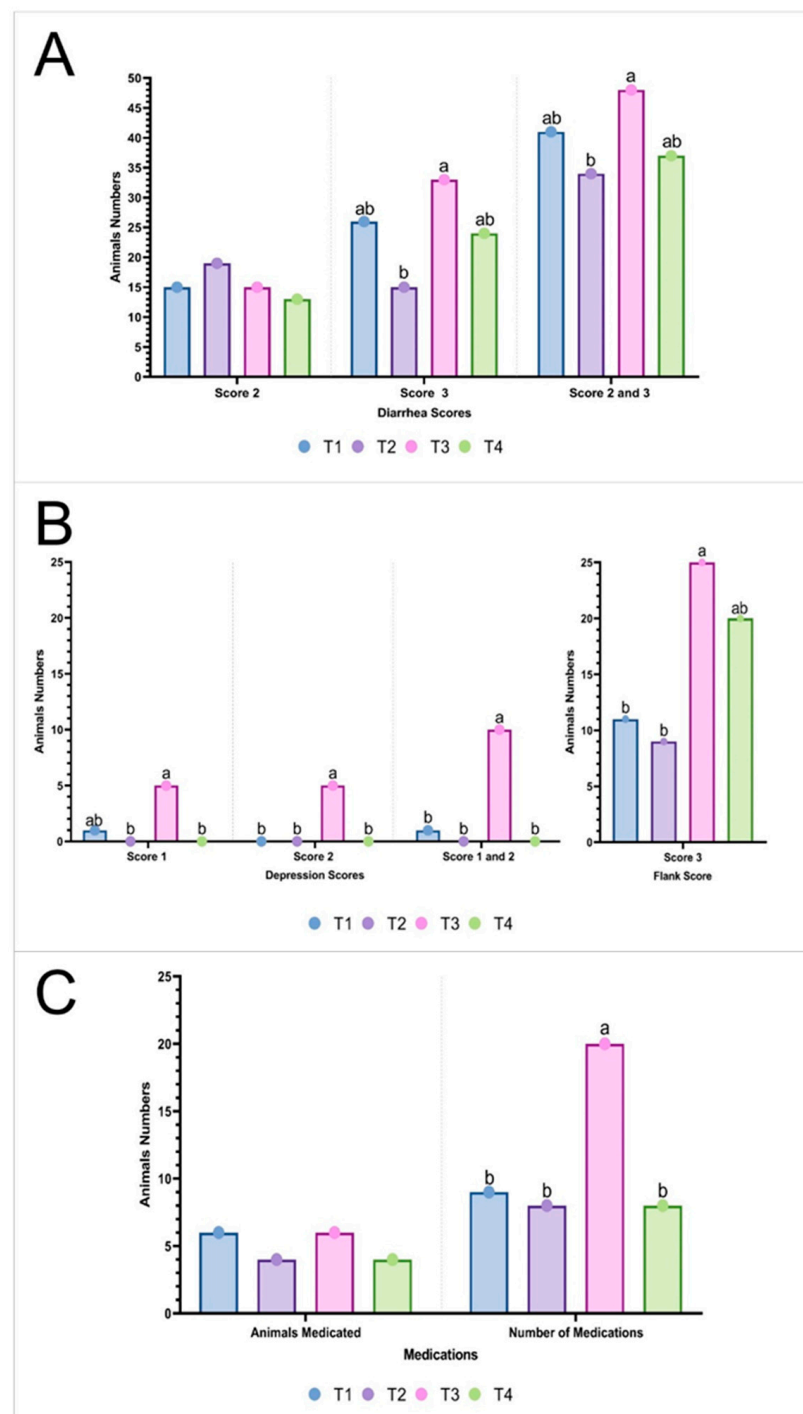 A
50
45
40
35
30
25
20
15
10
5
0
Animals Numbers
ab
b
a
ab
ab
b
a
ab
Score 2
Score 3
Score 2 and 3
Diarrhea Scores
T1 T2 T3 T4
B
25
20
15
10
5
0
Animals Numbers
ab
b
a
b
b
b
a
b
b
b
a
b
Score 1
Score 2
Score 1 and 2
Depression Scores
25
20
15
10
5
0
Animals Numbers
b
b
a
ab
Score 3
Flank Score
T1 T2 T3 T4
C
25
20
15
10
5
0
Animals Numbers
b
b
a
b
Animals Medicated
Number of Medications
Medications
T1 T2 T3 T4